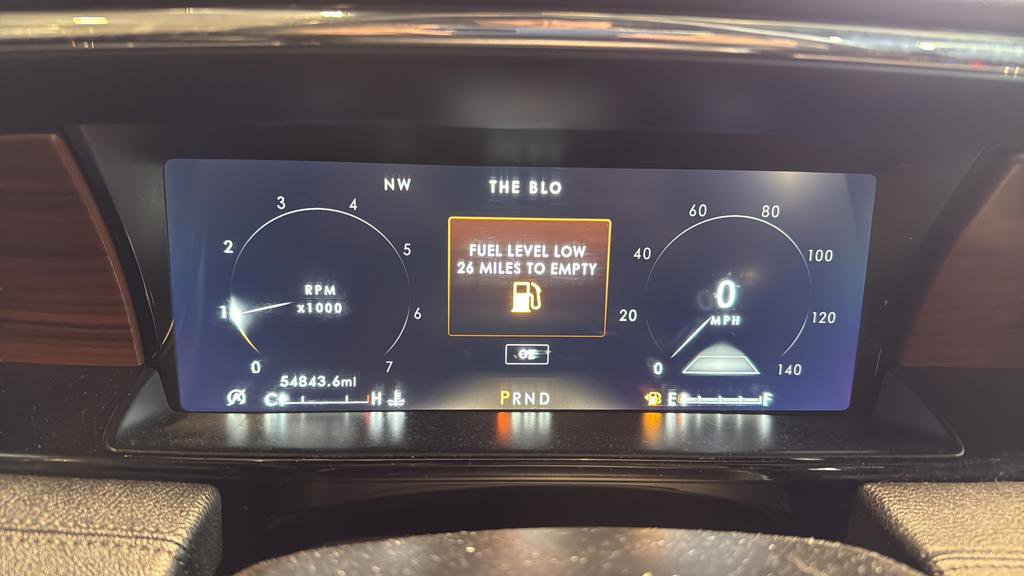 NW
THE BLO
FUEL LEVEL LOW
26 MILES TO EMPTY
OK
0
1
2
3
4
5
6
7
RPM
x1000
0
20
40
60
80
100
120
140
0
MPH
54843.6mi
C H
PRND
E F